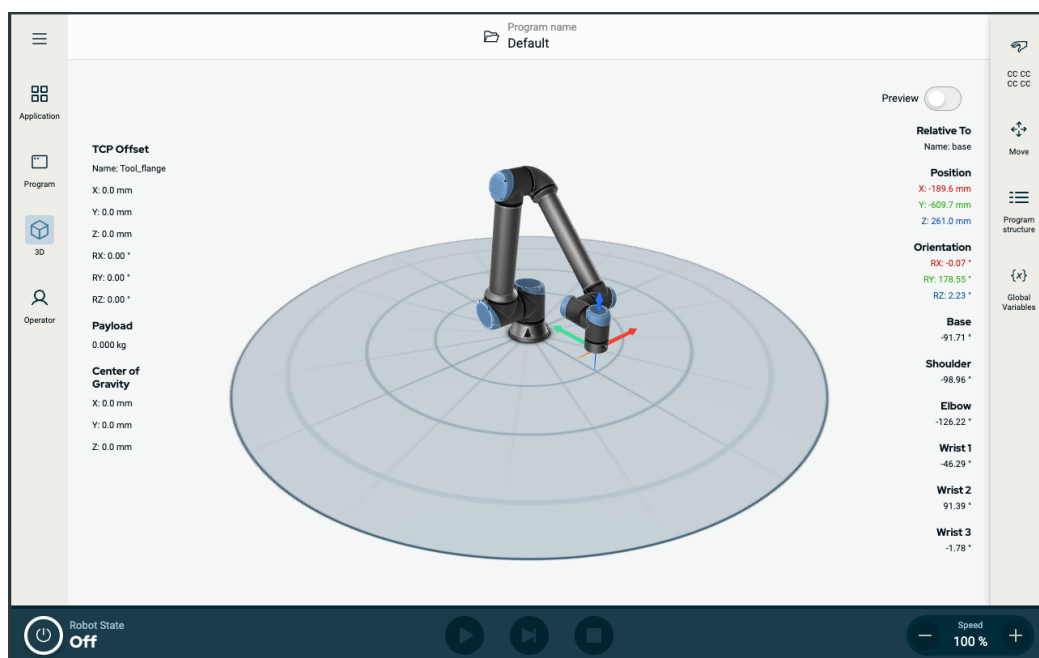 Program name
Default
Application
Program
3D
Operator
TCP Offset
Name: Tool_flange
X: 0.0 mm
Y: 0.0 mm
Z: 0.0 mm
RX: 0.00 °
RY: 0.00 °
RZ: 0.00 °
Payload
0.000 kg
Center of
Gravity
X: 0.0 mm
Y: 0.0 mm
Z: 0.0 mm
Preview
Relative To
Name: base
Position
X: -189.6 mm
Y: -609.7 mm
Z: 261.0 mm
Orientation
RX: -0.07 °
RY: 178.55 °
RZ: 2.23 °
Base
-91.71 °
Shoulder
-98.96 °
Elbow
-126.22 °
Wrist 1
-46.29 °
Wrist 2
91.39 °
Wrist 3
-1.78 °
CC CC
CC CC
Move
Program
structure
{x}
Global
Variables
Robot State
Off
Speed
100 %